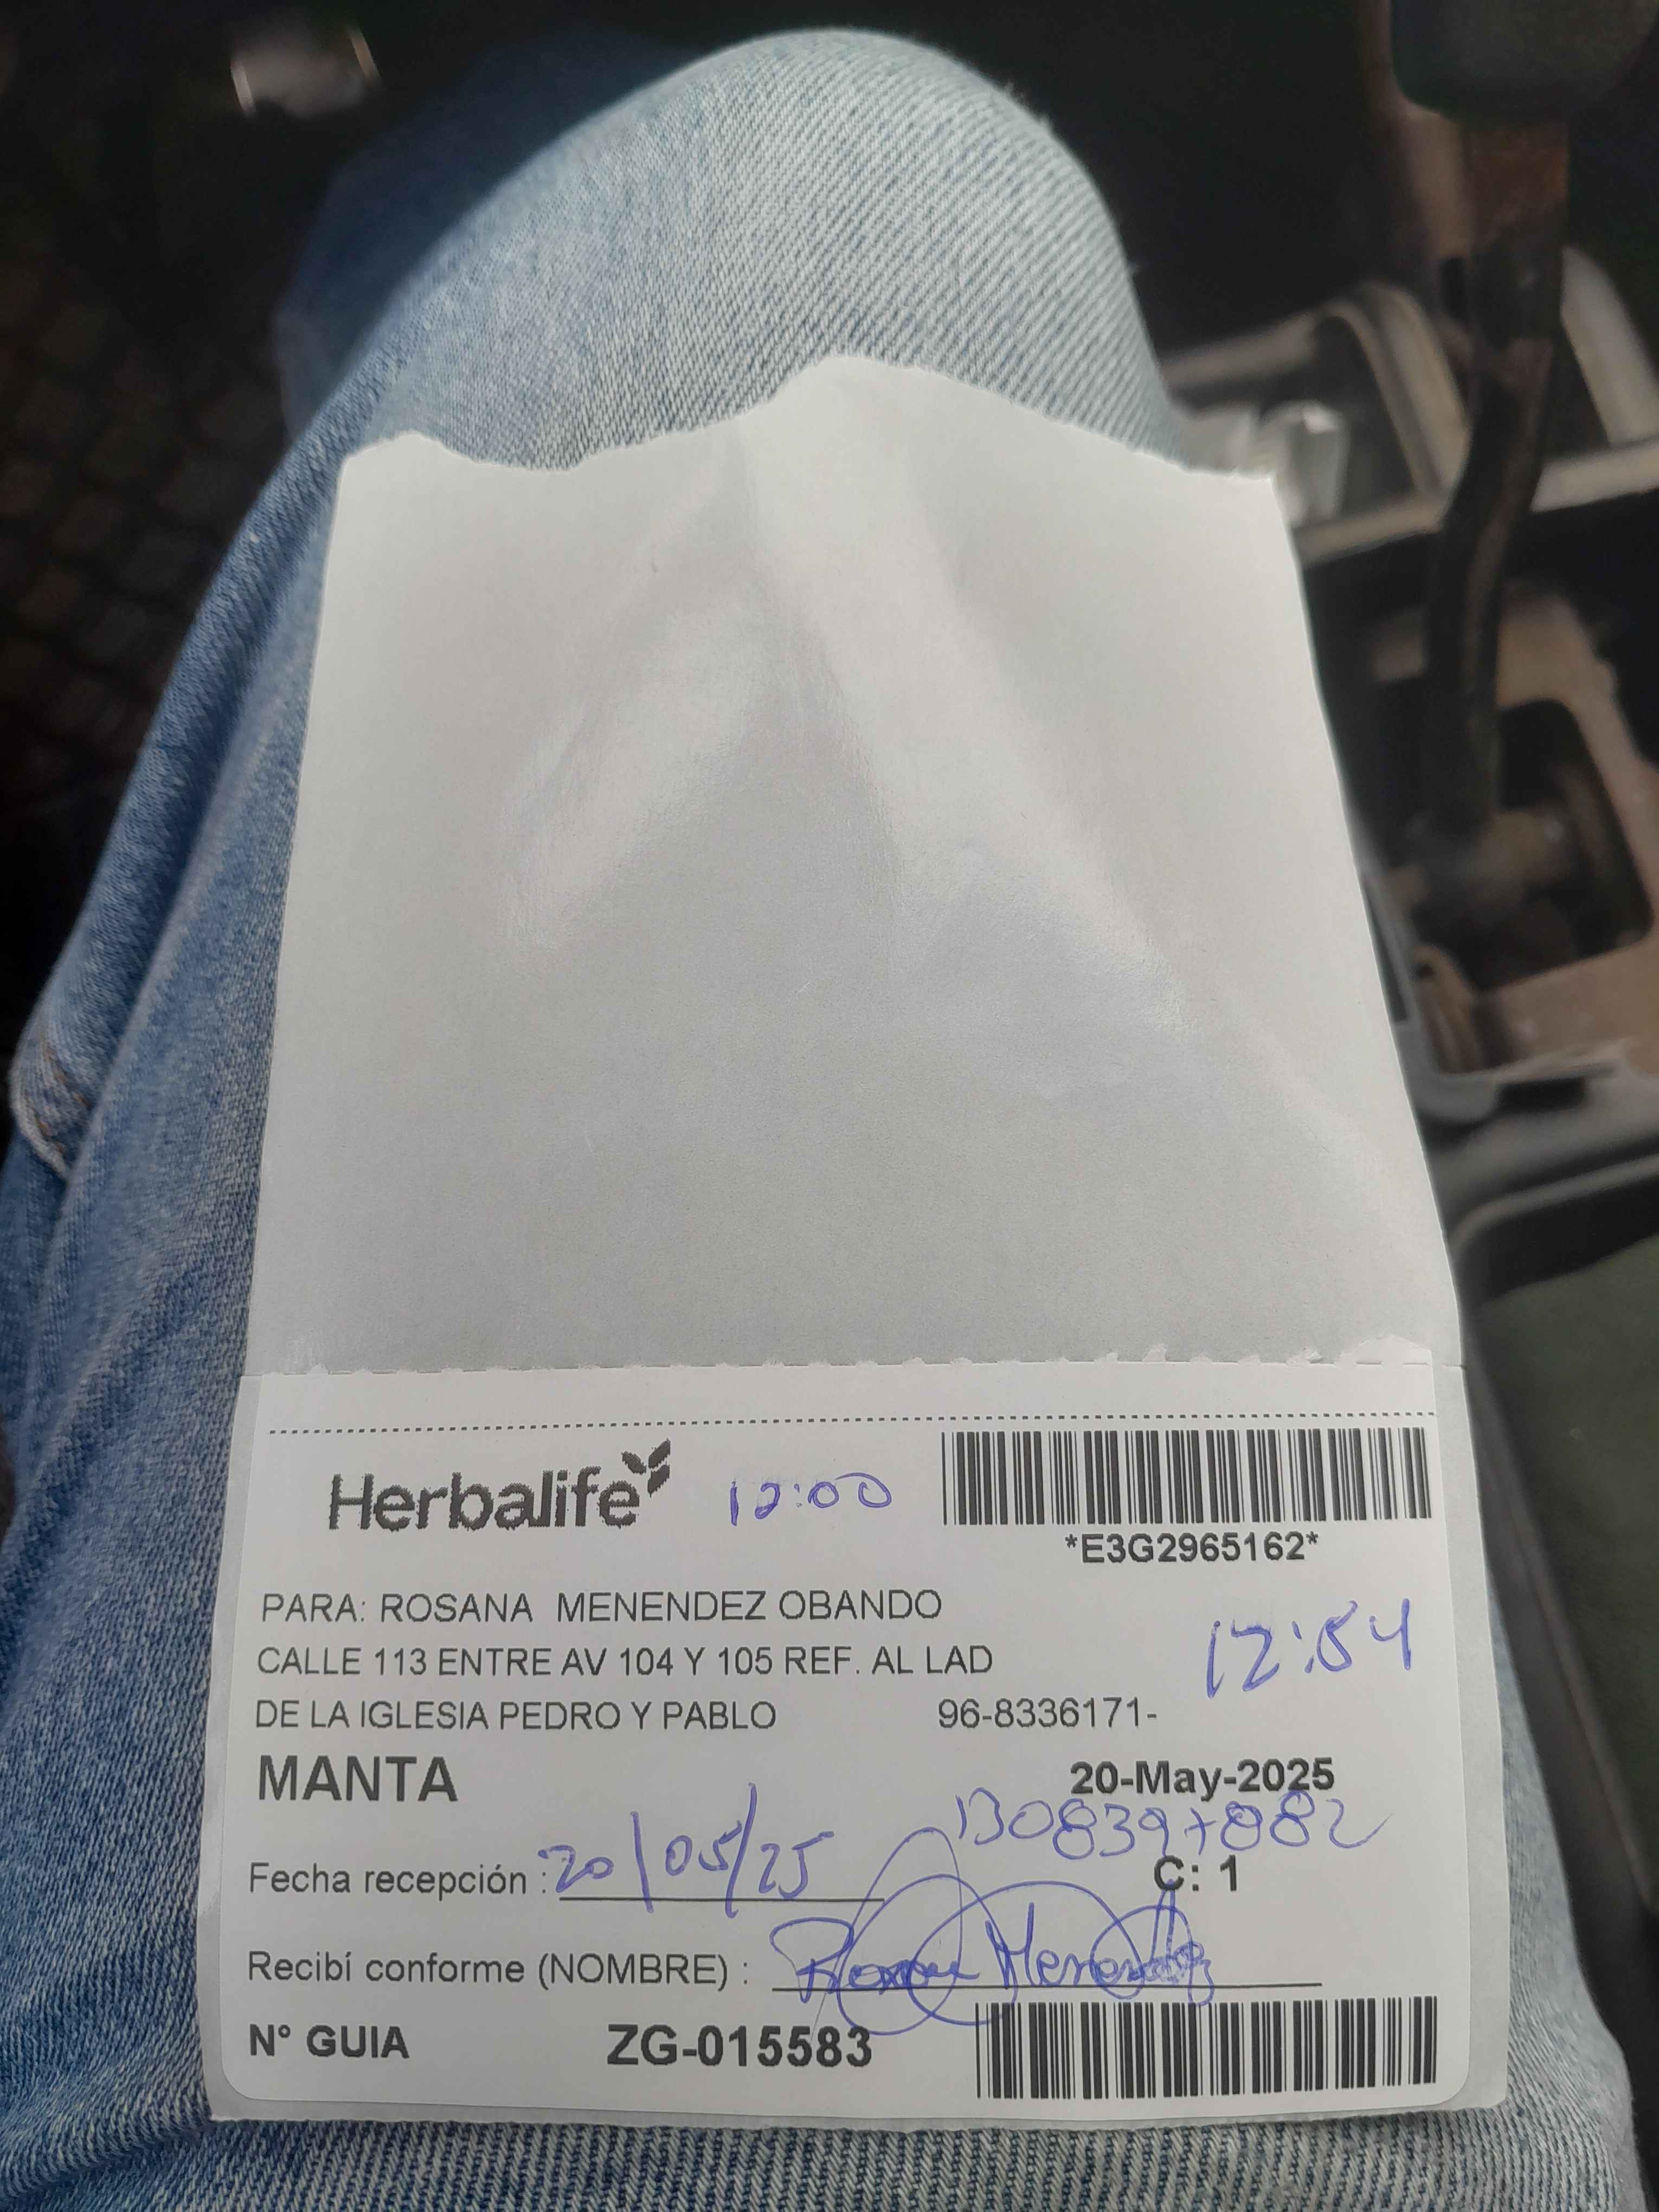 Herbalife 12:00
*E3G2965162*
PARA: ROSANA MENENDEZ OBANDO
CALLE 113 ENTRE AV 104 Y 105 REF. AL LAD
12:54
DE LA IGLESIA PEDRO Y PABLO 96-8336171-
MANTA 20-May-2025
1308397882
Fecha recepción : 20/05/25 C: 1
Recibí conforme (NOMBRE) : Menendez
N° GUIA ZG-015583